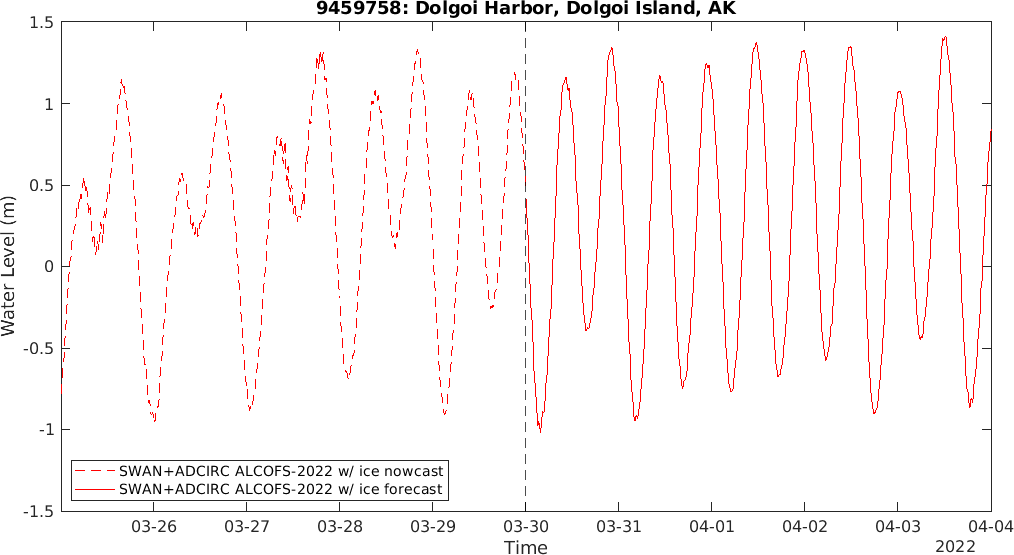 9459758: Dolgoi Harbor, Dolgoi Island, AK
1.5
1
0.5
0
-0.5
-1
-1.5
Water Level (m)
SWAN+ADCIRC ALCOFS-2022 w/ ice nowcast
SWAN+ADCIRC ALCOFS-2022 w/ ice forecast
03-26 03-27 03-28 03-29 03-30 03-31 04-01 04-02 04-03 04-04
Time
2022